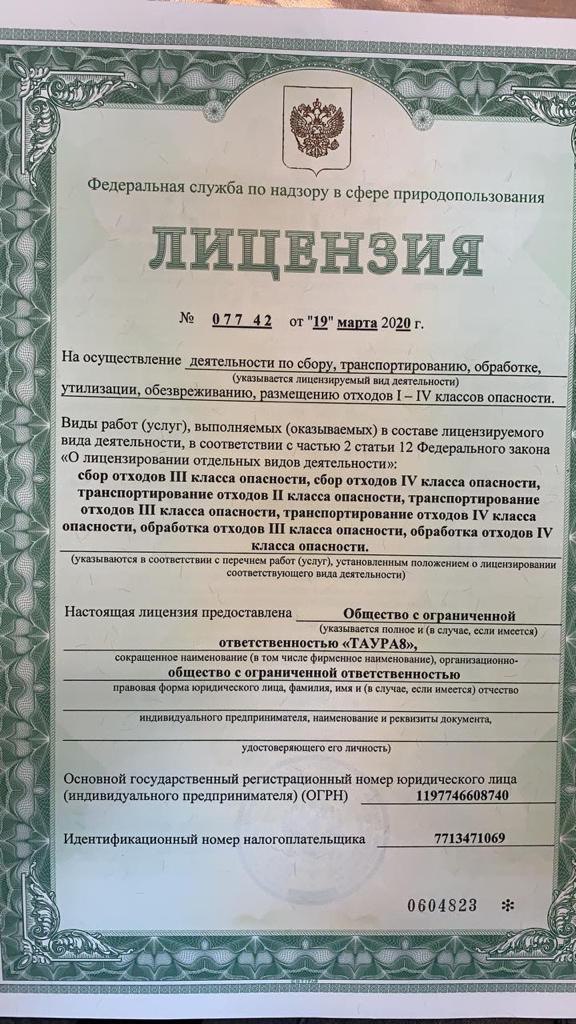 Федеральная служба по надзору в сфере природопользования
ЛИЦЕНЗИЯ
№ 077 42 от "19" марта 2020 г.
На осуществление деятельности по сбору, транспортированию, обработке,
(указывается лицензируемый вид деятельности)
утилизации, обезвреживанию, размещению отходов I – IV классов опасности.
Виды работ (услуг), выполняемых (оказываемых) в составе лицензируемого
вида деятельности, в соответствии с частью 2 статьи 12 Федерального закона
«О лицензировании отдельных видов деятельности»:
сбор отходов III класса опасности, сбор отходов IV класса опасности,
транспортирование отходов II класса опасности, транспортирование
отходов III класса опасности, транспортирование отходов IV класса
опасности, обработка отходов III класса опасности, обработка отходов IV
класса опасности.
(указываются в соответствии с перечнем работ (услуг), установленным положением о лицензировании
соответствующего вида деятельности)
Настоящая лицензия предоставлена Общество с ограниченной
(указывается полное и (в случае, если имеется)
ответственностью «ТАУРА8»,
сокращенное наименование (в том числе фирменное наименование), организационно-
общество с ограниченной ответственностью
правовая форма юридического лица, фамилия, имя и (в случае, если имеется) отчество
индивидуального предпринимателя, наименование и реквизиты документа,
удостоверяющего его личность)
Основной государственный регистрационный номер юридического лица
(индивидуального предпринимателя) (ОГРН) 1197746608740
Идентификационный номер налогоплательщика 7713471069
0604823 ✻